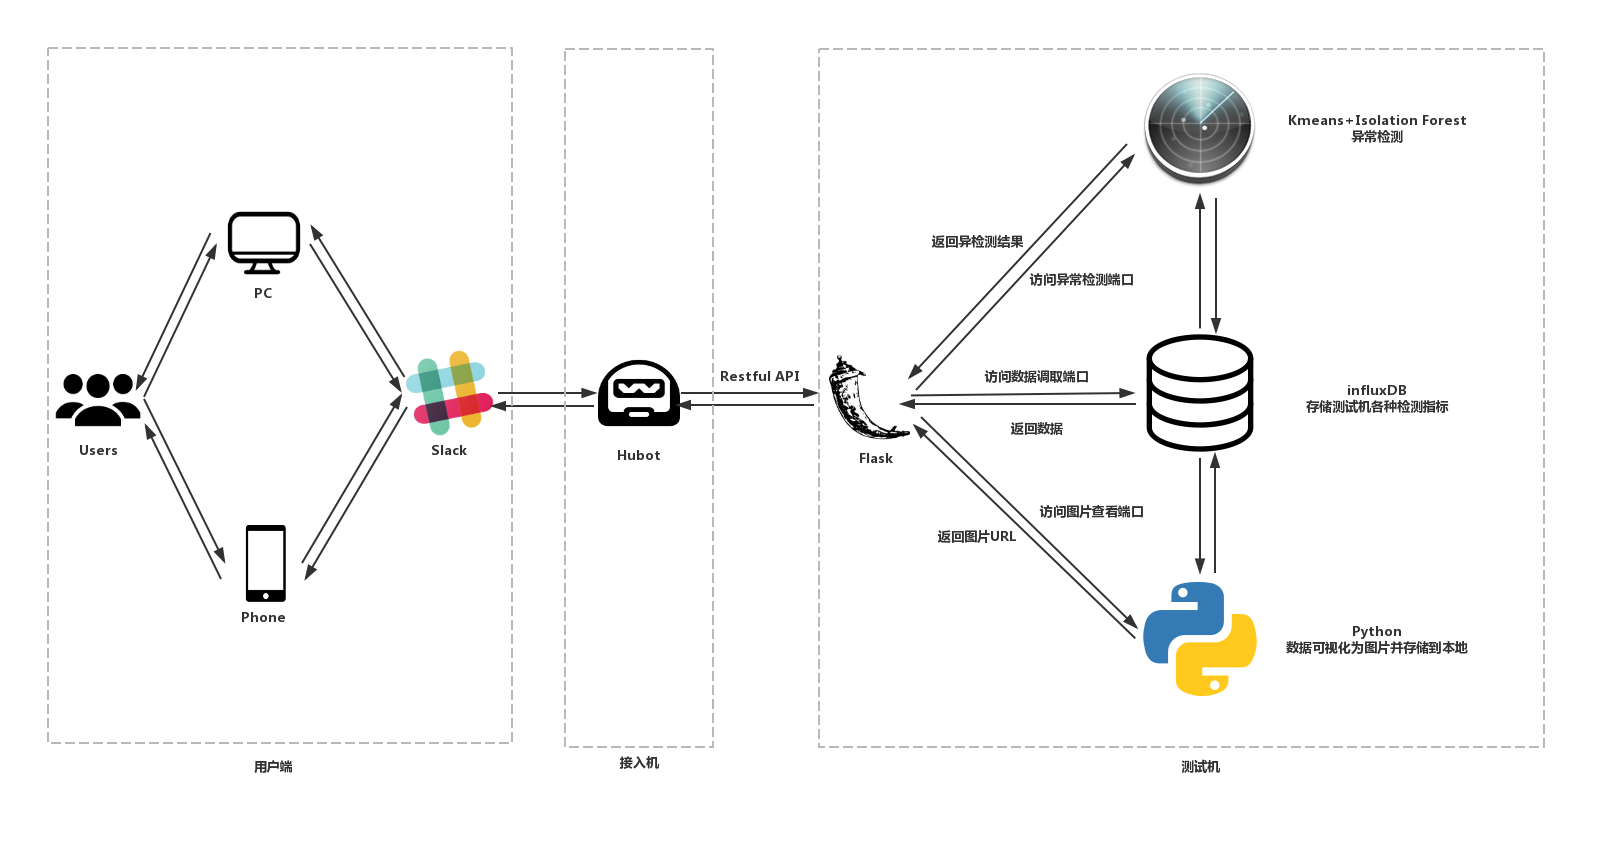 Kmeans+Isolation Forest
异常检测
返回异检测结果
访问异常检测端口
PC
Restful API
访问数据调取端口
influxDB
存储测试机各种检测指标
返回数据
Users
Slack
Hubot
Flask
访问图片查看端口
返回图片URL
Phone
Python
数据可视化为图片并存储到本地
用户端
接入机
测试机